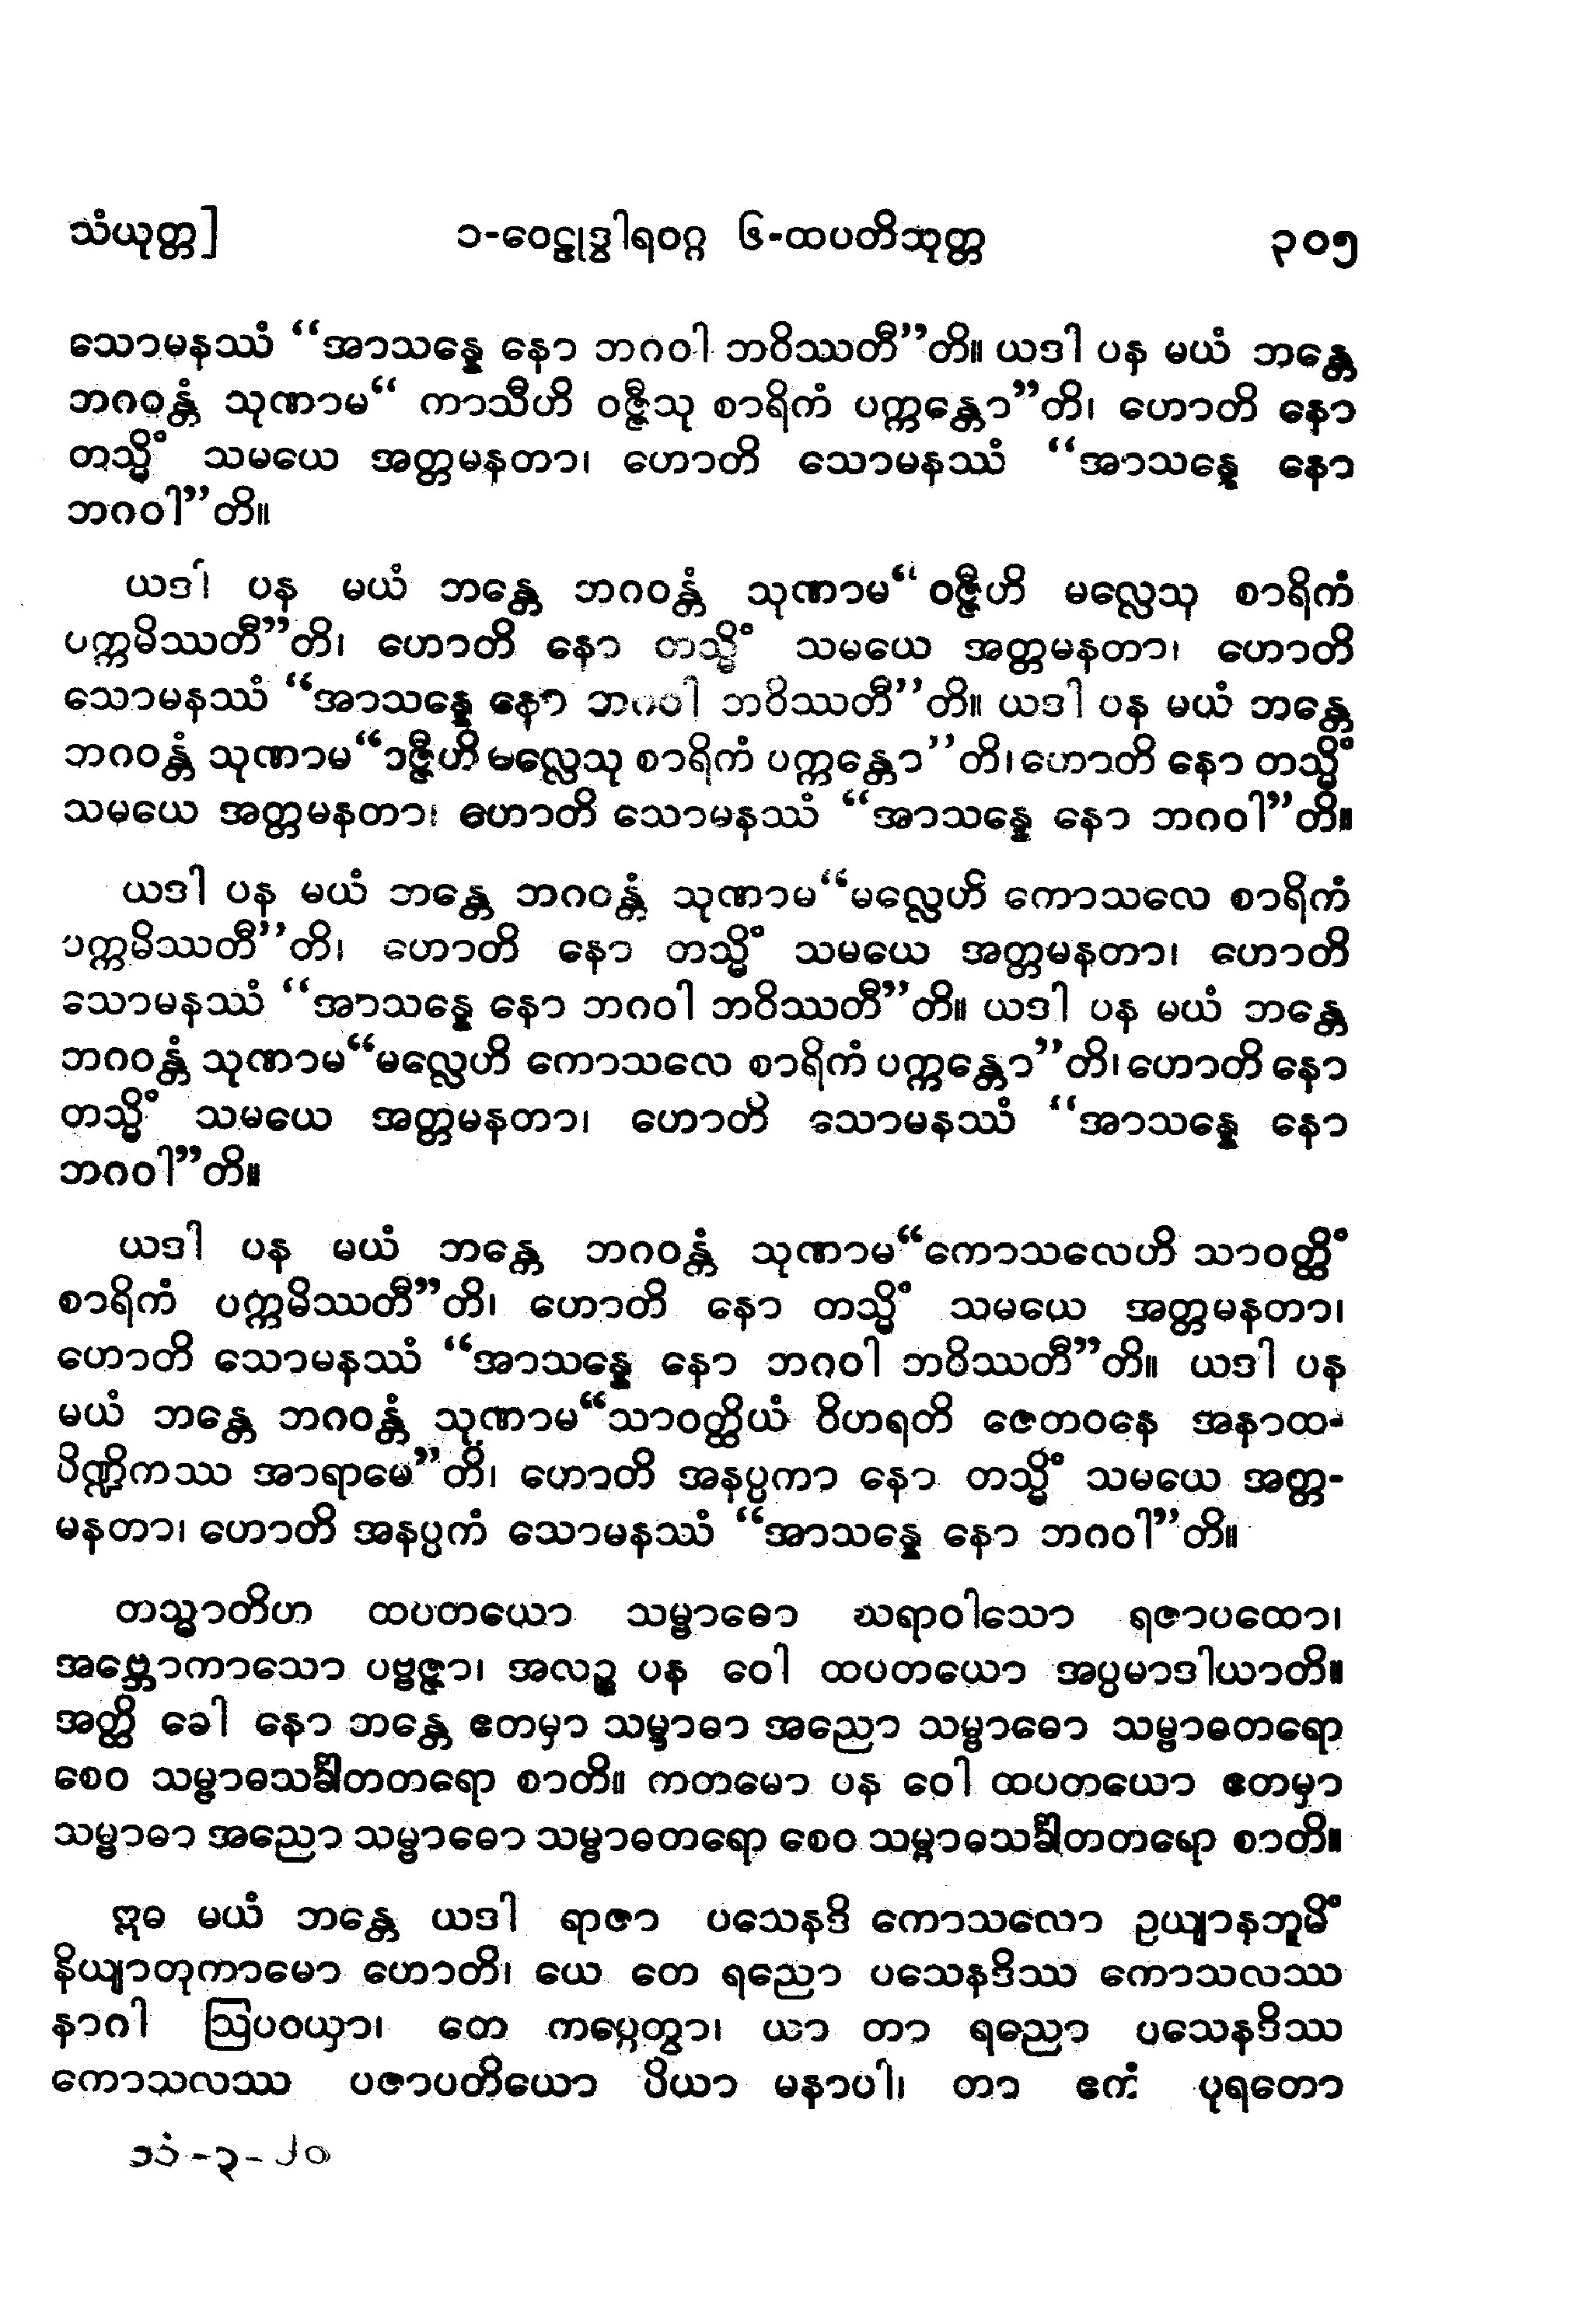 သံယုတ္တ] ၁-ဝေဠုဒွါရဝဂ္ဂ ၆-ထပတိသုတ္တ ၃၀၅
သောမနဿံ “အာသန္နေ နော ဘဂဝါ ဘဝိဿတီ”တိ။ ယဒါ ပန မယံ ဘန္တေ
ဘဂဝန္တံ သုဏာမ“ ကာသီဟိ ဝဇ္ဇီသု စာရိကံ ပက္ကန္တော”တိ၊ ဟောတိ နော
တသ္မိံ သမယေ အတ္တမနတာ၊ ဟောတိ သောမနဿံ “အာသန္နေ နော
ဘဂဝါ”တိ။
ယဒါ ပန မယံ ဘန္တေ ဘဂဝန္တံ သုဏာမ“ ဝဇ္ဇီဟိ မလ္လေသု စာရိကံ
ပက္ကမိဿတီ”တိ၊ ဟောတိ နော တသ္မိံ သမယေ အတ္တမနတာ၊ ဟောတိ
သောမနဿံ “အာသန္နေ နော ဘဂဝါ ဘဝိဿတီ”တိ။ ယဒါ ပန မယံ ဘန္တေ
ဘဂဝန္တံ သုဏာမ“ဝဇ္ဇီဟိ မလ္လေသု စာရိကံ ပက္ကန္တော”တိ၊ဟောတိ နော တသ္မိံ
သမယေ အတ္တမနတာ၊ ဟောတိ သောမနဿံ “အာသန္နေ နော ဘဂဝါ”တိ။
ယဒါ ပန မယံ ဘန္တေ ဘဂဝန္တံ သုဏာမ“မလ္လေဟိ ကောသလေ စာရိကံ
ပက္ကမိဿတီ”တိ၊ ဟောတိ နော တသ္မိံ သမယေ အတ္တမနတာ၊ ဟောတိ
သောမနဿံ “အာသန္နေ နော ဘဂဝါ ဘဝိဿတီ”တိ။ ယဒါ ပန မယံ ဘန္တေ
ဘဂဝန္တံ သုဏာမ“မလ္လေဟိ ကောသလေ စာရိကံ ပက္ကန္တော”တိ၊ဟောတိ နော
တသ္မိံ သမယေ အတ္တမနတာ၊ ဟောတိ သောမနဿံ “အာသန္နေ နော
ဘဂဝါ”တိ။
ယဒါ ပန မယံ ဘန္တေ ဘဂဝန္တံ သုဏာမ“ကောသလေဟိ သာဝတ္ထိံ
စာရိကံ ပက္ကမိဿတီ”တိ၊ ဟောတိ နော တသ္မိံ သမယေ အတ္တမနတာ၊
ဟောတိ သောမနဿံ “အာသန္နေ နော ဘဂဝါ ဘဝိဿတီ”တိ။ ယဒါ ပန
မယံ ဘန္တေ ဘဂဝန္တံ သုဏာမ“သာဝတ္ထိယံ ဝိဟရတိ ဇေတဝနေ အနာထ-
ပိဏ္ဍိကဿ အာရာမေ”တိ၊ ဟောတိ အနပ္ပကာ နော တသ္မိံ သမယေ အတ္တ-
မနတာ၊ ဟောတိ အနပ္ပကံ သောမနဿံ “အာသန္နေ နော ဘဂဝါ”တိ။
တသ္မာတိဟ ထပတယော သမ္ဗာဓော ဃရာဝါသော ရဇာပထော၊
အဗ္ဘောကာသော ပဗ္ဗဇ္ဇာ၊ အလဉ္စ ပန ဝေါ ထပတယော အပ္ပမာဒါယာတိ။
အတ္ထိ ခေါ နော ဘန္တေ ဧတမှာ သမ္ဗာဓာ အညော သမ္ဗာဓော သမ္ဗာဓတရော
စေဝ သမ္ဗာဓသင်္ခါတတရော စာတိ။ ကတမော ပန ဝေါ ထပတယော ဧတမှာ
သမ္ဗာဓာ အညော သမ္ဗာဓော သမ္ဗာဓတရော စေဝ သမ္ဗာဓသင်္ခါတတရော စာတိ။
ဣဓ မယံ ဘန္တေ ယဒါ ရာဇာ ပသေနဒိ ကောသလော ဥယျာနဘူမိံ
နိယျာတုကာမော ဟောတိ၊ ယေ တေ ရညော ပသေနဒိဿ ကောသလဿ
နာဂါ ဩပဝယှာ၊ တေ ကပ္ပေတွာ၊ ယာ တာ ရညော ပသေနဒိဿ
ကောသလဿ ပဇာပတိယော ပိယာ မနာပါ၊ တာ ဧကံ ပုရတော
သံ-၃-၂၀